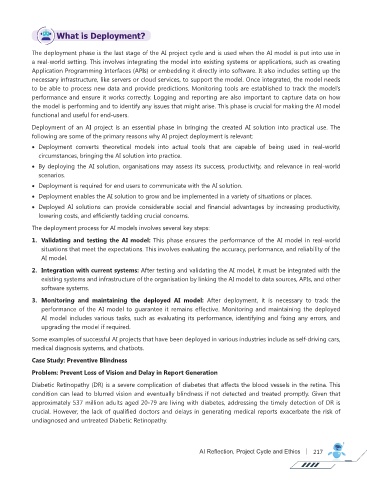 What is Deployment?
The deployment phase is the last stage of the AI project cycle and is used when the AI model is put into use in
a real-world setting. This involves integrating the model into existing systems or applications, such as creating
Application Programming Interfaces (APIs) or embedding it directly into software. It also includes setting up the
necessary infrastructure, like servers or cloud services, to support the model. Once integrated, the model needs
to be able to process new data and provide predictions. Monitoring tools are established to track the model's
performance and ensure it works correctly. Logging and reporting are also important to capture data on how
the model is performing and to identify any issues that might arise. This phase is crucial for making the AI model
functional and useful for end-users.
Deployment of an AI project is an essential phase in bringing the created AI solution into practical use. The
following are some of the primary reasons why AI project deployment is relevant:
• Deployment converts theoretical models into actual tools that are capable of being used in real-world
circumstances, bringing the AI solution into practice.
• By deploying the AI solution, organisations may assess its success, productivity, and relevance in real-world
scenarios.
• Deployment is required for end users to communicate with the AI solution.
• Deployment enables the AI solution to grow and be implemented in a variety of situations or places.
• Deployed AI solutions can provide considerable social and financial advantages by increasing productivity,
lowering costs, and efficiently tackling crucial concerns.
The deployment process for AI models involves several key steps:
1. Validating and testing the AI model: This phase ensures the performance of the AI model in real-world
situations that meet the expectations. This involves evaluating the accuracy, performance, and reliability of the
AI model.
2. Integration with current systems: After testing and validating the AI model, it must be integrated with the
existing systems and infrastructure of the organisation by linking the AI model to data sources, APIs, and other
software systems.
3. Monitoring and maintaining the deployed AI model: After deployment, it is necessary to track the
performance of the AI model to guarantee it remains effective. Monitoring and maintaining the deployed
AI model includes various tasks, such as evaluating its performance, identifying and fixing any errors, and
upgrading the model if required.
Some examples of successful AI projects that have been deployed in various industries include as self-driving cars,
medical diagnosis systems, and chatbots.
Case Study: Preventive Blindness
Problem: Prevent Loss of Vision and Delay in Report Generation
Diabetic Retinopathy (DR) is a severe complication of diabetes that affects the blood vessels in the retina. This
condition can lead to blurred vision and eventually blindness if not detected and treated promptly. Given that
approximately 537 million adults aged 20-79 are living with diabetes, addressing the timely detection of DR is
crucial. However, the lack of qualified doctors and delays in generating medical reports exacerbate the risk of
undiagnosed and untreated Diabetic Retinopathy.
AI Reflection, Project Cycle and Ethics | 217